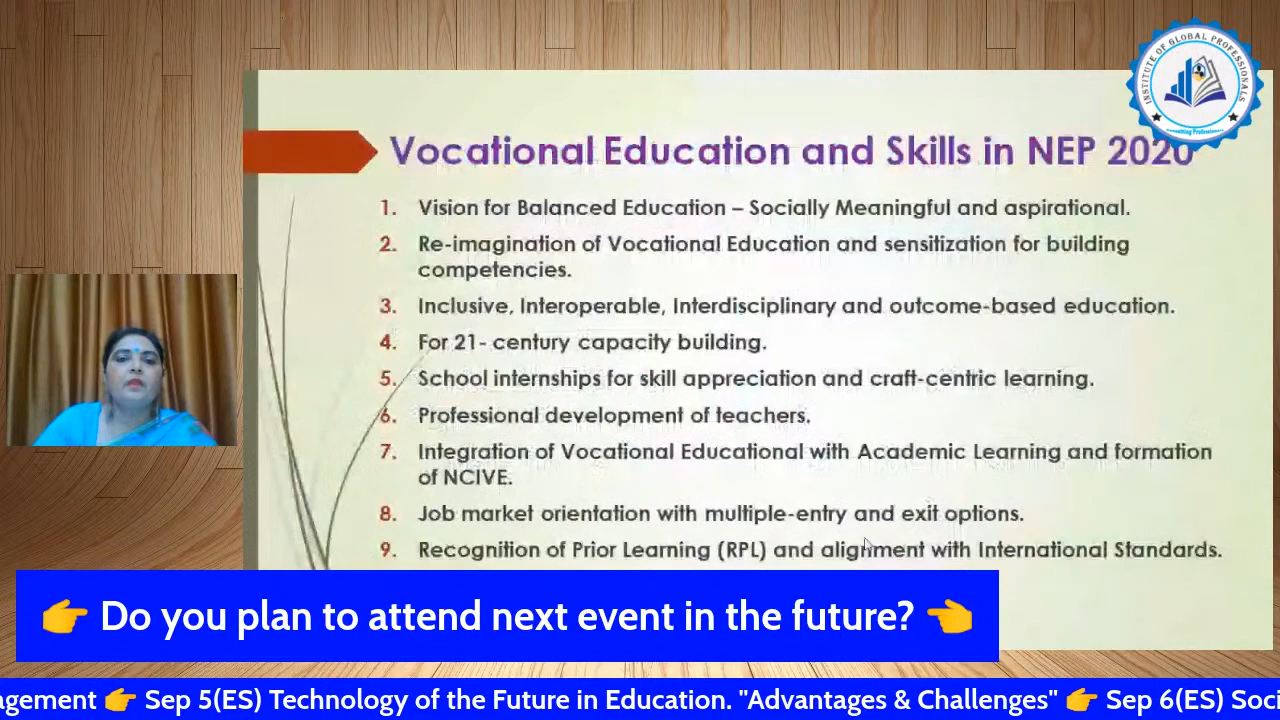 INSTITUTE OF GLOBAL PROFESSIONALS
Consulting Professionals
Vocational Education and Skills in NEP 2020
1. Vision for Balanced Education – Socially Meaningful and aspirational.
2. Re-imagination of Vocational Education and sensitization for building
competencies.
3. Inclusive, Interoperable, Interdisciplinary and outcome-based education.
4. For 21- century capacity building.
5. School internships for skill appreciation and craft-centric learning.
6. Professional development of teachers.
7. Integration of Vocational Educational with Academic Learning and formation
of NCIVE.
8. Job market orientation with multiple-entry and exit options.
9. Recognition of Prior Learning (RPL) and alignment with International Standards.
👉 Do you plan to attend next event in the future? 👈
agement 👉 Sep 5(ES) Technology of the Future in Education. "Advantages & Challenges" 👉 Sep 6(ES) Soci